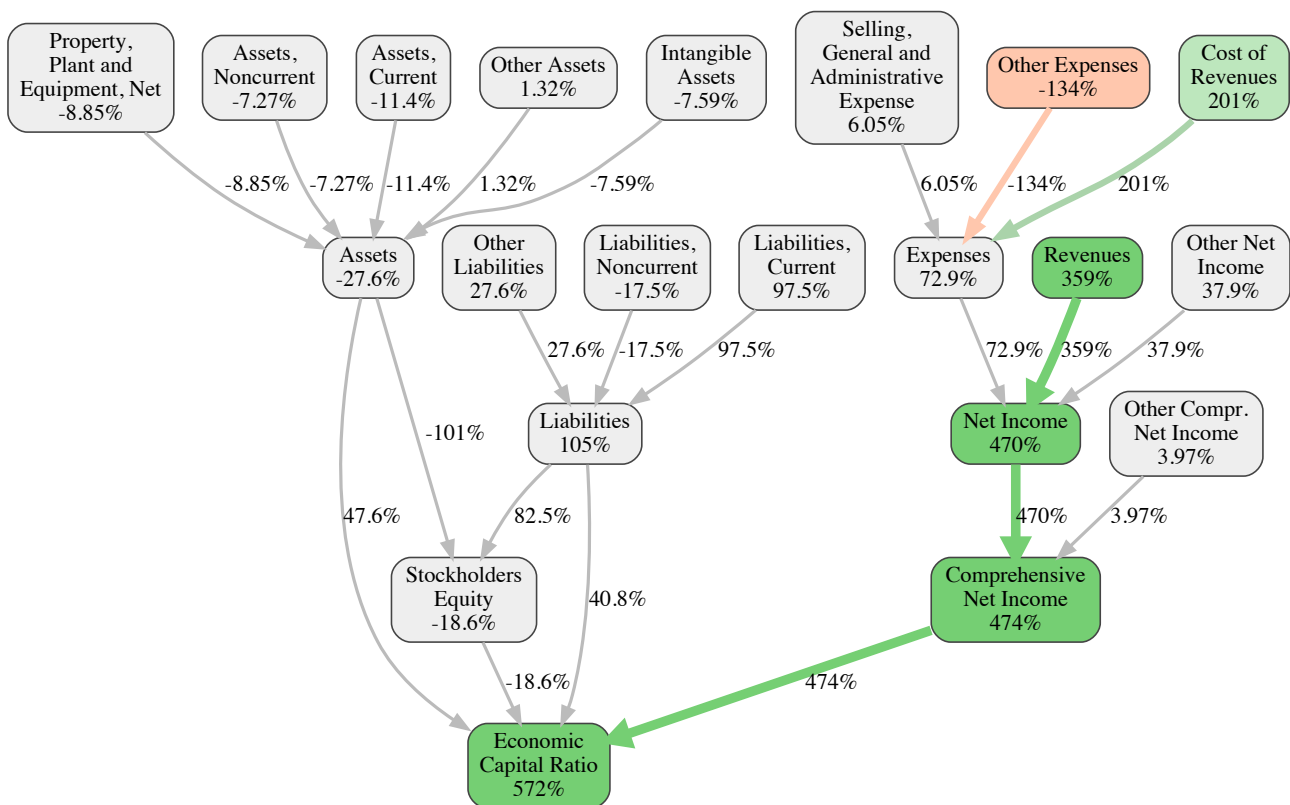 Property,
Plant and
Equipment, Net
-8.85%
Assets,
Noncurrent
-7.27%
Assets,
Current
-11.4%
Other Assets
1.32%
Intangible
Assets
-7.59%
Selling,
General and
Administrative
Expense
6.05%
Other Expenses
-134%
Cost of
Revenues
201%
-8.85%
-7.27%
-11.4%
1.32%
-7.59%
6.05%
-134%
201%
Assets
-27.6%
Other
Liabilities
27.6%
Liabilities,
Noncurrent
-17.5%
Liabilities,
Current
97.5%
Expenses
72.9%
Revenues
359%
Other Net
Income
37.9%
27.6%
-17.5%
97.5%
72.9%
359%
37.9%
-101%
Liabilities
105%
Net Income
470%
Other Compr.
Net Income
3.97%
47.6%
82.5%
470%
3.97%
Stockholders
Equity
-18.6%
40.8%
Comprehensive
Net Income
474%
-18.6%
474%
Economic
Capital Ratio
572%